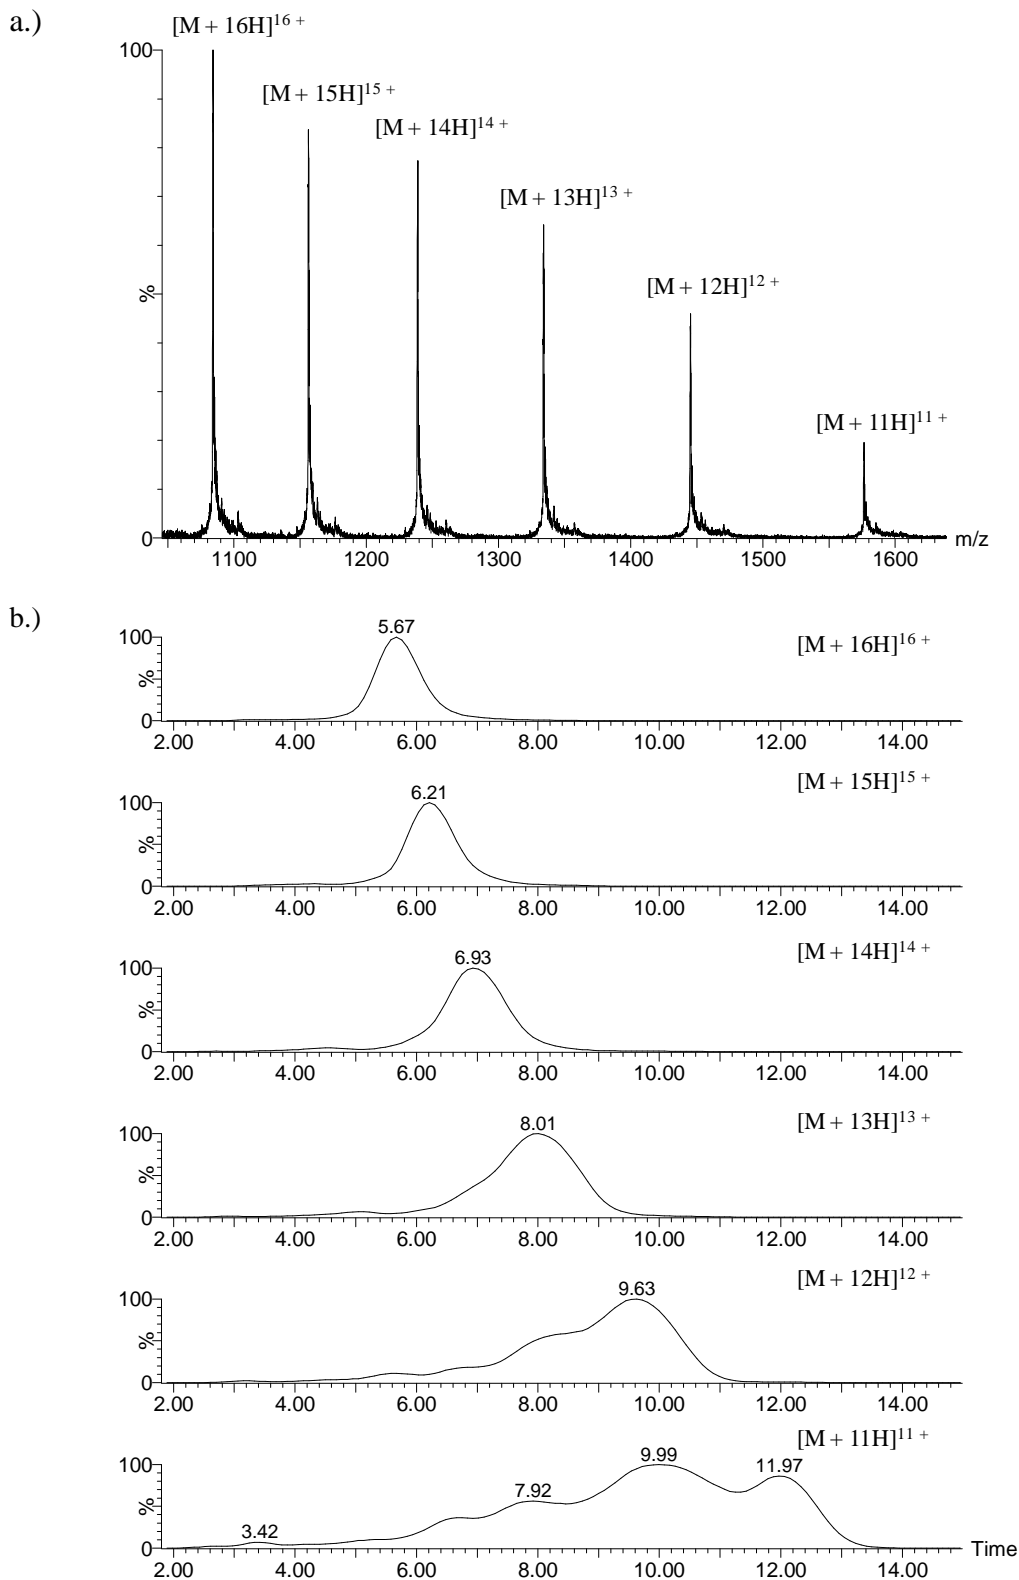 a.)
[M + 16H]16 +
[M + 15H]15 +
[M + 14H]14 +
[M + 13H]13 +
[M + 12H]12 +
[M + 11H]11 +
100
%
0
1100 1200 1300 1400 1500 1600 m/z
b.)
5.67
[M + 16H]16 +
100
%
0
2.00 4.00 6.00 8.00 10.00 12.00 14.00
6.21
[M + 15H]15 +
100
%
0
2.00 4.00 6.00 8.00 10.00 12.00 14.00
6.93
[M + 14H]14 +
100
%
0
2.00 4.00 6.00 8.00 10.00 12.00 14.00
8.01
[M + 13H]13 +
100
%
0
2.00 4.00 6.00 8.00 10.00 12.00 14.00
9.63
[M + 12H]12 +
100
%
0
2.00 4.00 6.00 8.00 10.00 12.00 14.00
[M + 11H]11 +
3.42 7.92 9.99 11.97
100
%
0
Time
2.00 4.00 6.00 8.00 10.00 12.00 14.00